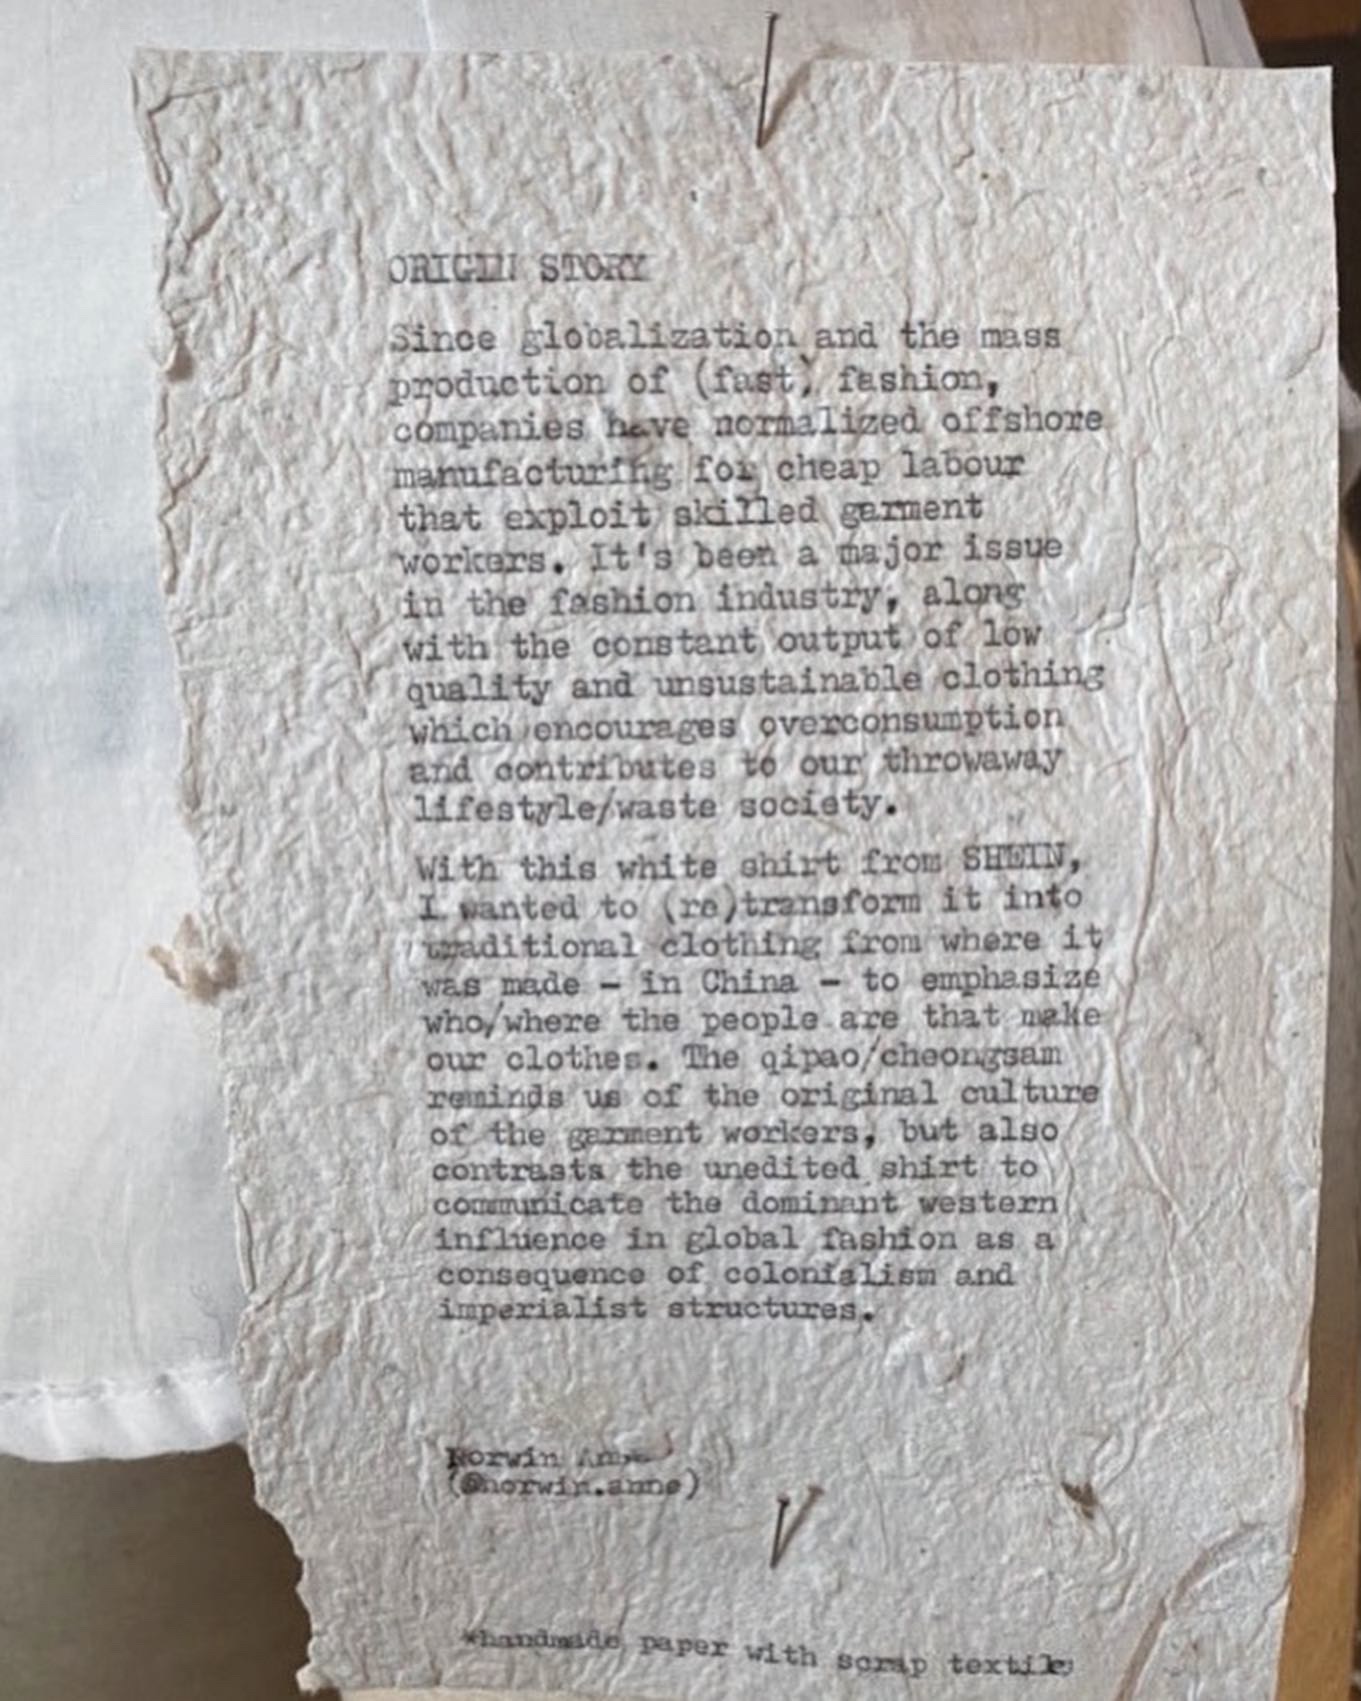 ORIGIN STORY
Since globalization and the mass
production of (fast) fashion,
companies have normalized offshore
manufacturing for cheap labour
that exploit skilled garment
workers. It's been a major issue
in the fashion industry, along
with the constant output of low
quality and unsustainable clothing
which encourages overconsumption
and contributes to our throwaway
lifestyle/waste society.
With this white shirt from SHEIN,
I wanted to (re)transform it into
traditional clothing from where it
was made - in China - to emphasize
who/where the people are that make
our clothes. The qipao/cheongsam
reminds us of the original culture
of the garment workers, but also
contrasts the unedited shirt to
communicate the dominant western
influence in global fashion as a
consequence of colonialism and
imperialist structures.
Norwin Anne
(@norwin.anne)
*handmade paper with scrap textile